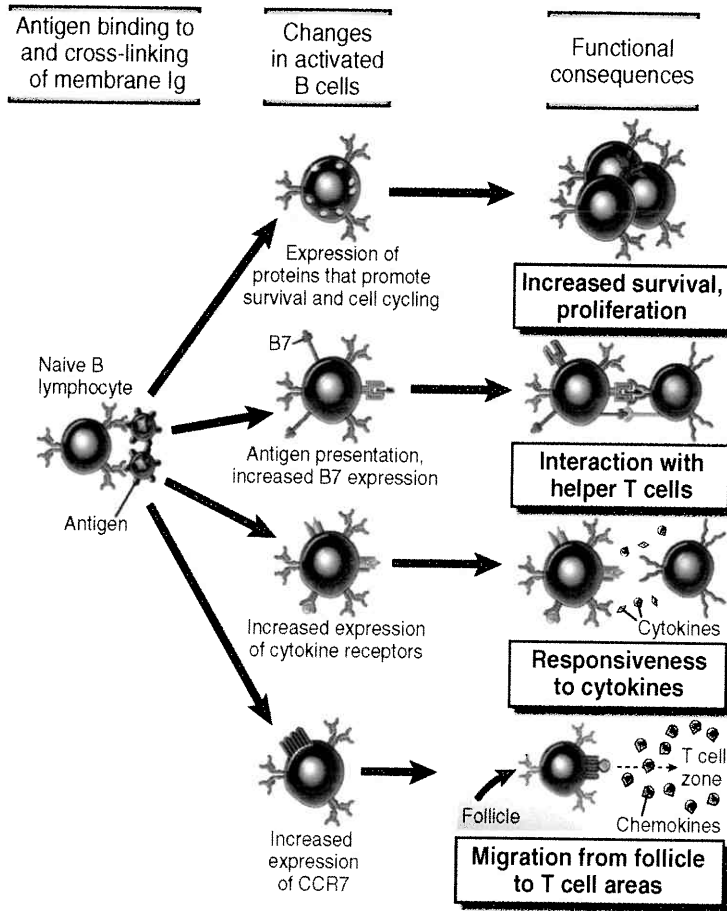 Antigen binding to
and cross-linking
of membrane Ig
Changes
in activated
B cells
Functional
consequences
Expression of
proteins that promote
survival and cell cycling
Increased survival,
proliferation
Naive B
lymphocyte
Antigen
B7
Antigen presentation,
increased B7 expression
Interaction with
helper T cells
Increased expression
of cytokine receptors
Cytokines
Responsiveness
to cytokines
Increased
expression
of CCR7
Follicle
T cell
zone
Chemokines
Migration from follicle
to T cell areas